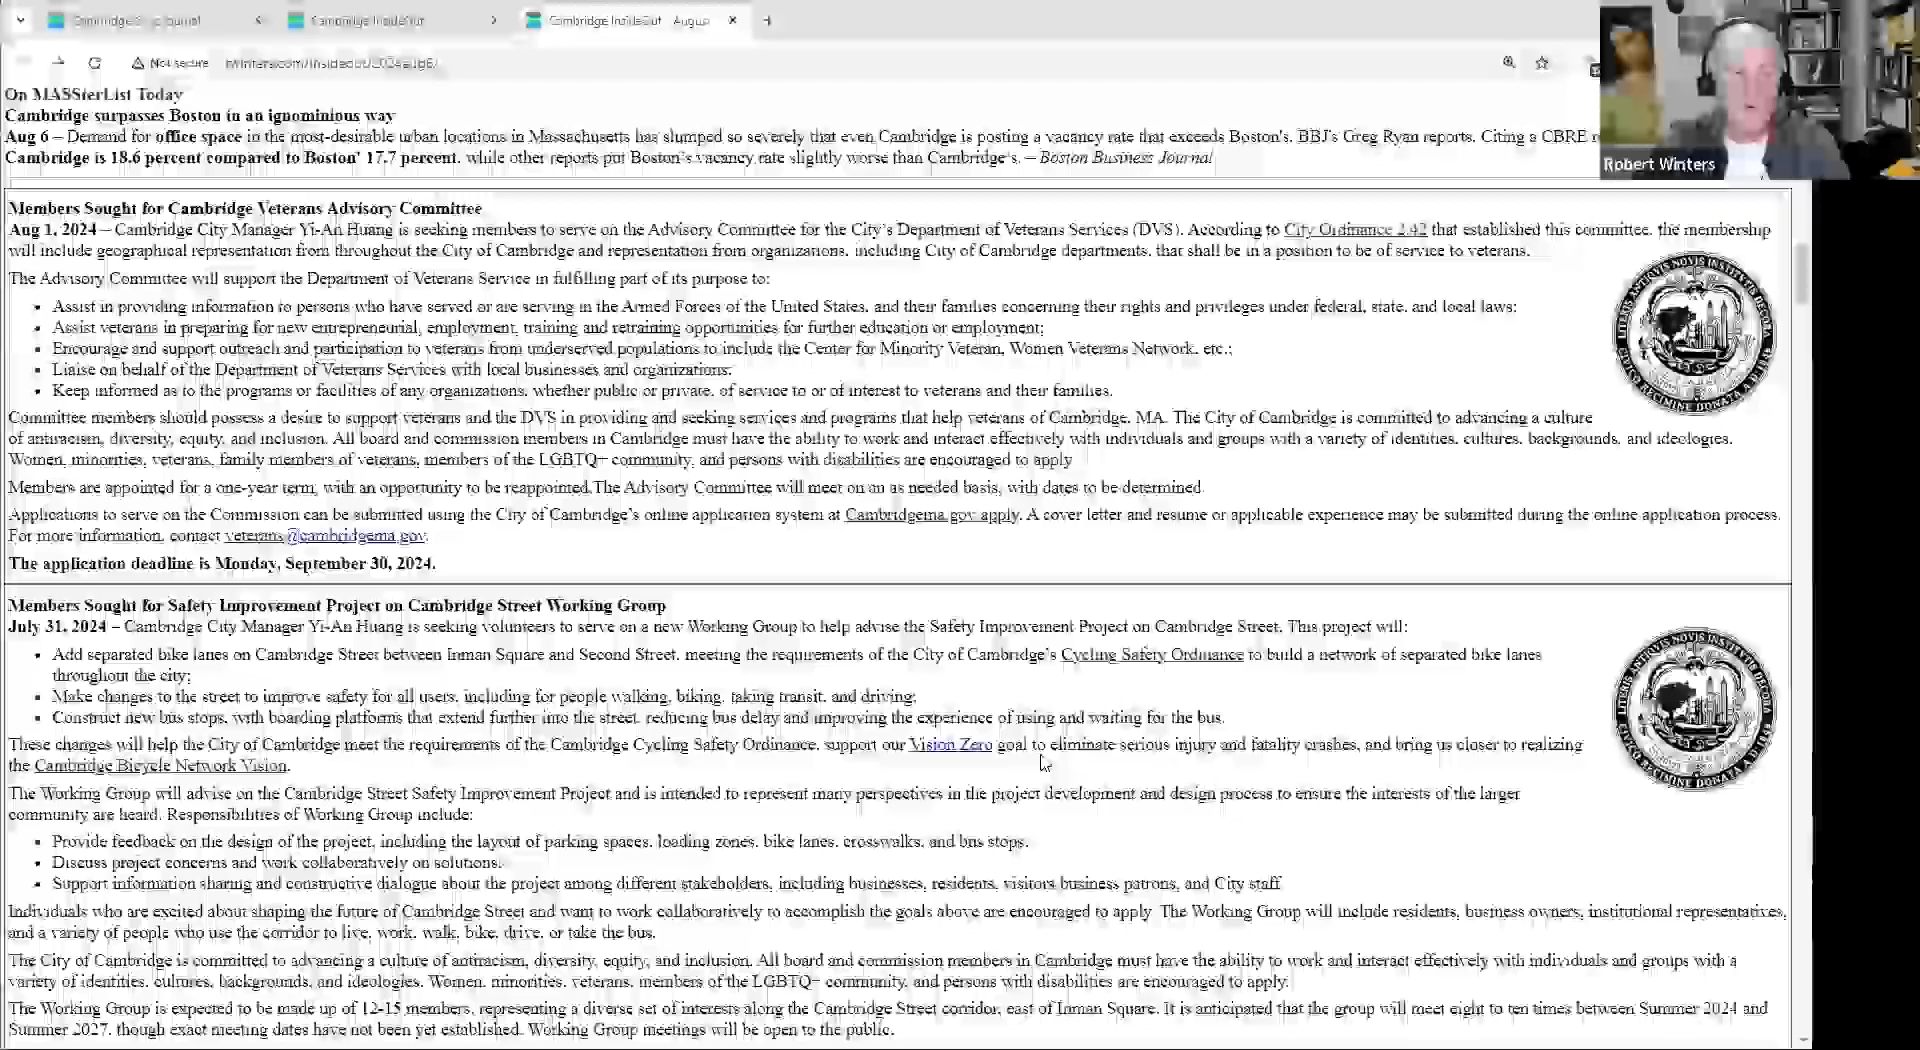 Cambridge InsideOut
Cambridge InsideOut - Augus
Not secure rwinters.com/insideout/2024aug6/
Robert Winters
On MASSterList Today
Cambridge surpasses Boston in an ignominious way
Aug 6 – Demand for office space in the most-desirable urban locations in Massachusetts has slumped so severely that even Cambridge is posting a vacancy rate that exceeds Boston's, BBJ's Greg Ryan reports. Citing a CBRE
Cambridge is 18.6 percent compared to Boston' 17.7 percent, while other reports put Boston's vacancy rate slightly worse than Cambridge's. – Boston Business Journal
Members Sought for Cambridge Veterans Advisory Committee
Aug 1, 2024 – Cambridge City Manager Yi-An Huang is seeking members to serve on the Advisory Committee for the City's Department of Veterans Services (DVS). According to City Ordinance 2.42 that established this committee, the membership
will include geographical representation from throughout the City of Cambridge and representation from organizations, including City of Cambridge departments, that shall be in a position to be of service to veterans.
The Advisory Committee will support the Department of Veterans Service in fulfilling part of its purpose to:
• Assist in providing information to persons who have served or are serving in the Armed Forces of the United States, and their families concerning their rights and privileges under federal, state, and local laws;
• Assist veterans in preparing for new entrepreneurial, employment, training and retraining opportunities for further education or employment;
• Encourage and support outreach and participation to veterans from underserved populations to include the Center for Minority Veteran, Women Veterans Network, etc.;
• Liaise on behalf of the Department of Veterans Services with local businesses and organizations;
• Keep informed as to the programs or facilities of any organizations, whether public or private, of service to or of interest to veterans and their families.
Committee members should possess a desire to support veterans and the DVS in providing and seeking services and programs that help veterans of Cambridge, MA. The City of Cambridge is committed to advancing a culture
of antiracism, diversity, equity, and inclusion. All board and commission members in Cambridge must have the ability to work and interact effectively with individuals and groups with a variety of identities, cultures, backgrounds, and ideologies.
Women, minorities, veterans, family members of veterans, members of the LGBTQ+ community, and persons with disabilities are encouraged to apply
Members are appointed for a one-year term, with an opportunity to be reappointed.The Advisory Committee will meet on an as needed basis, with dates to be determined.
Applications to serve on the Commission can be submitted using the City of Cambridge's online application system at Cambridgema.gov/apply. A cover letter and resume or applicable experience may be submitted during the online application process.
For more information, contact veterans@cambridgema.gov.
The application deadline is Monday, September 30, 2024.
Members Sought for Safety Improvement Project on Cambridge Street Working Group
July 31, 2024 – Cambridge City Manager Yi-An Huang is seeking volunteers to serve on a new Working Group to help advise the Safety Improvement Project on Cambridge Street. This project will:
• Add separated bike lanes on Cambridge Street between Inman Square and Second Street, meeting the requirements of the City of Cambridge's Cycling Safety Ordinance to build a network of separated bike lanes
throughout the city;
• Make changes to the street to improve safety for all users, including for people walking, biking, taking transit, and driving;
• Construct new bus stops, with boarding platforms that extend further into the street, reducing bus delay and improving the experience of using and waiting for the bus.
These changes will help the City of Cambridge meet the requirements of the Cambridge Cycling Safety Ordinance, support our Vision Zero goal to eliminate serious injury and fatality crashes, and bring us closer to realizing
the Cambridge Bicycle Network Vision.
The Working Group will advise on the Cambridge Street Safety Improvement Project and is intended to represent many perspectives in the project development and design process to ensure the interests of the larger
community are heard. Responsibilities of Working Group include:
• Provide feedback on the design of the project, including the layout of parking spaces, loading zones, bike lanes, crosswalks, and bus stops.
• Discuss project concerns and work collaboratively on solutions.
• Support information sharing and constructive dialogue about the project among different stakeholders, including businesses, residents, visitors business patrons, and City staff
Individuals who are excited about shaping the future of Cambridge Street and want to work collaboratively to accomplish the goals above are encouraged to apply The Working Group will include residents, business owners, institutional representatives,
and a variety of people who use the corridor to live, work, walk, bike, drive, or take the bus.
The City of Cambridge is committed to advancing a culture of antiracism, diversity, equity, and inclusion. All board and commission members in Cambridge must have the ability to work and interact effectively with individuals and groups with a
variety of identities, cultures, backgrounds, and ideologies. Women, minorities, veterans, members of the LGBTQ+ community, and persons with disabilities are encouraged to apply.
The Working Group is expected to be made up of 12-15 members, representing a diverse set of interests along the Cambridge Street corridor, east of Inman Square. It is anticipated that the group will meet eight to ten times between Summer 2024 and
Summer 2027, though exact meeting dates have not been yet established. Working Group meetings will be open to the public.